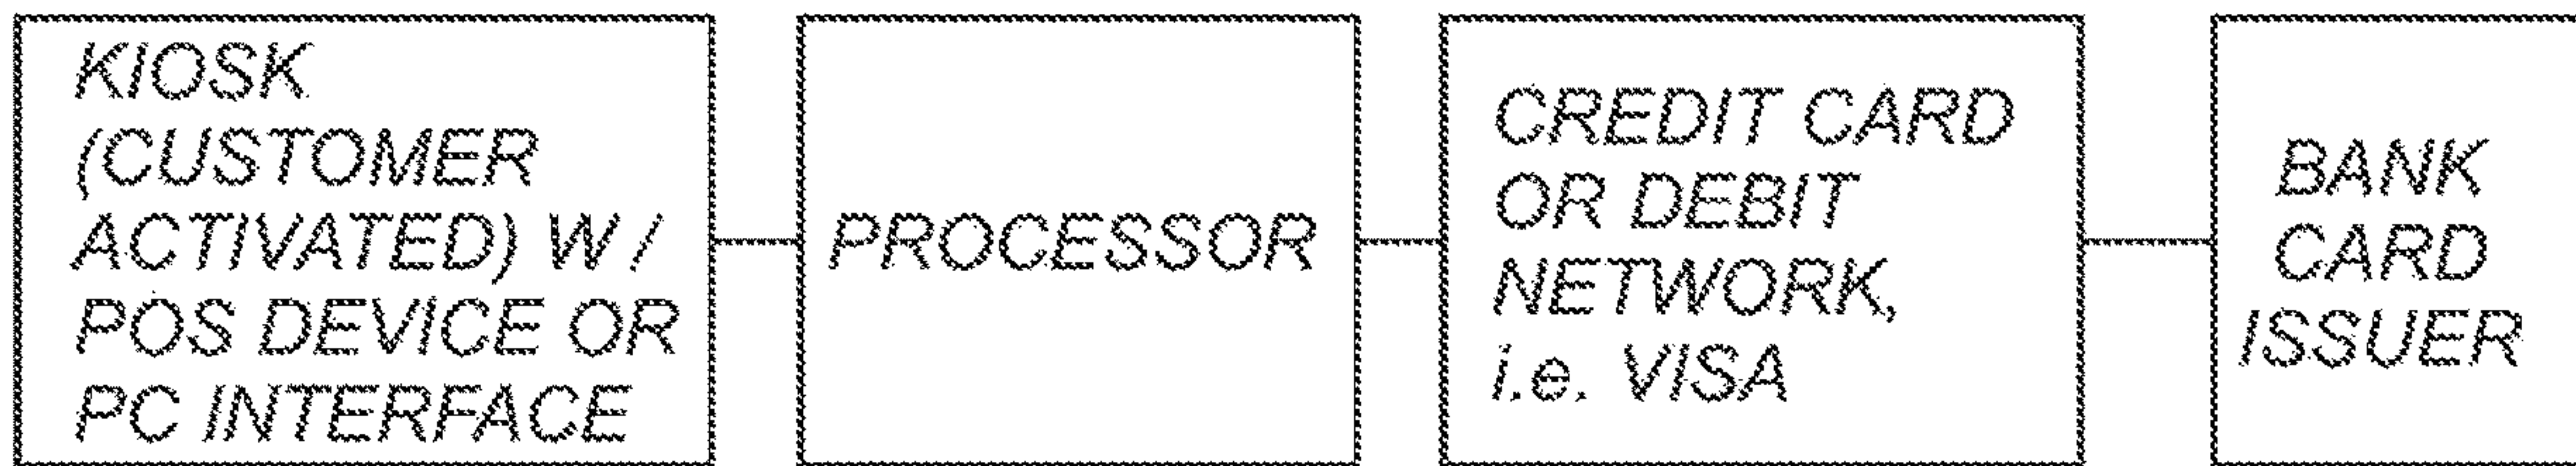 KIOSK
(CUSTOMER
ACTIVATED) W /
POS DEVICE OR
PC INTERFACE
PROCESSOR
CREDIT CARD
OR DEBIT
NETWORK,
i.e. VISA
BANK
CARD
ISSUER